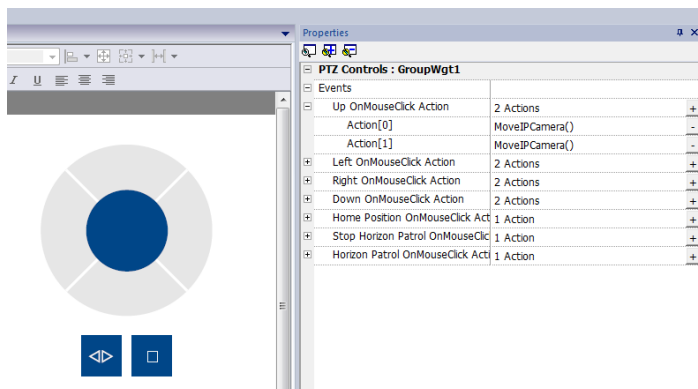 Properties
I U
PTZ Controls : GroupWgt1
Events
Up OnMouseClick Action 2 Actions +
Action[0] MoveIPCamera() -
Action[1] MoveIPCamera() -
Left OnMouseClick Action 2 Actions +
Right OnMouseClick Action 2 Actions +
Down OnMouseClick Action 2 Actions +
Home Position OnMouseClick Act 1 Action +
Stop Horizon Patrol OnMouseClic 1 Action +
Horizon Patrol OnMouseClick Acti 1 Action +